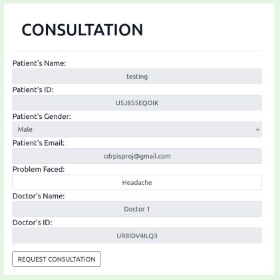 CONSULTATION
Patient's Name:
testing
Patient's ID:
USJ85SEQOIK
Patient's Gender:
Male
Patient's Email:
cdrpisproj@gmail.com
Problem Faced:
Headache
Doctor's Name:
Doctor 1
Doctor's ID:
UR8IDV4ILQ3
REQUEST CONSULTATION